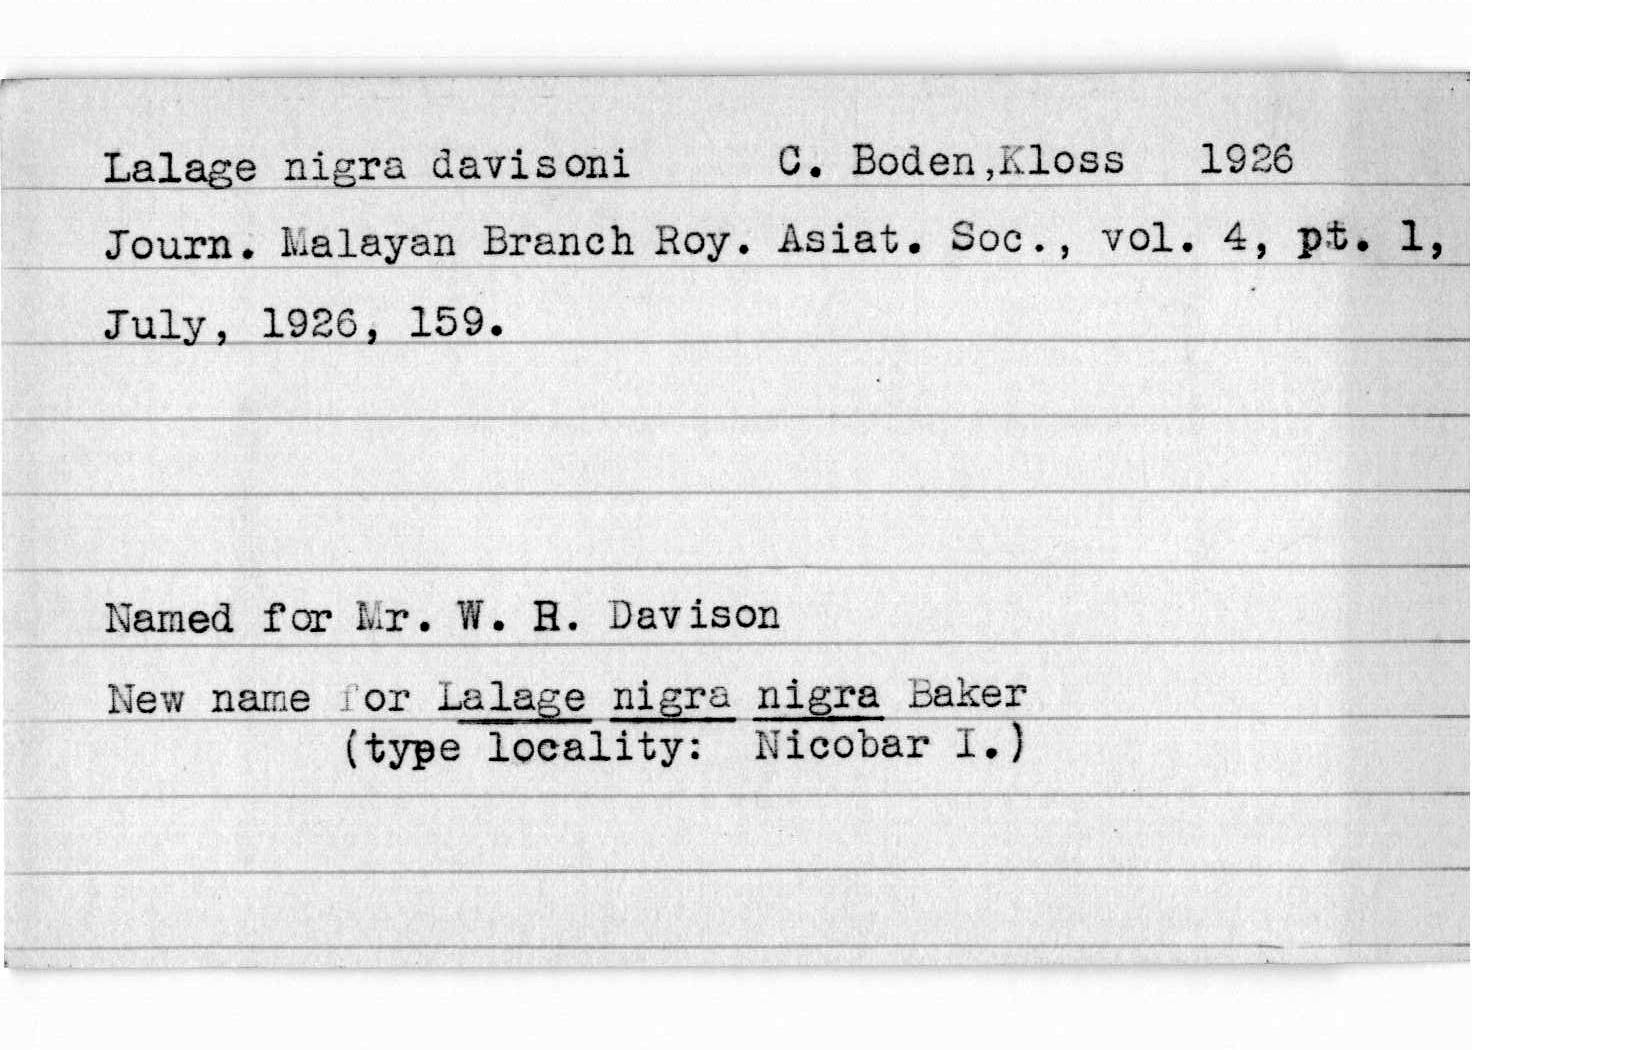 Lalage nigra davisoni C. Boden,Kloss 1926
Journ. Malayan Branch Roy. Asiat. Soc., vol. 4, pt. 1,
July, 1926, 159.
Named for Mr. W. R. Davison
New name for Lalage nigra nigra Baker
(type locality: Nicobar I.)